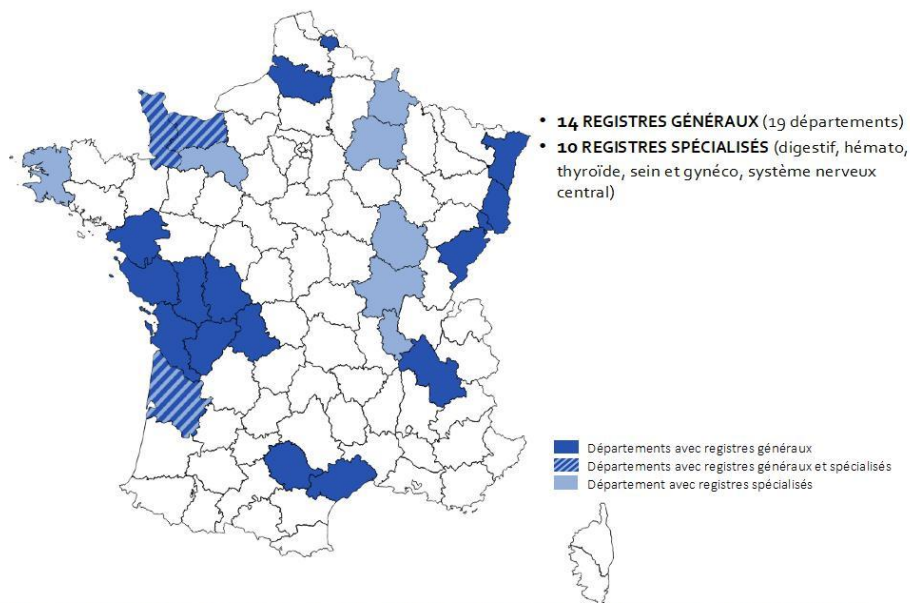 • 14 REGISTRES GÉNÉRAUX (19 départements)
• 10 REGISTRES SPÉCIALISÉS (digestif, hémato,
thyroïde, sein et gynéco, système nerveux
central)
Départements avec registres généraux
Départements avec registres généraux et spécialisés
Département avec registres spécialisés